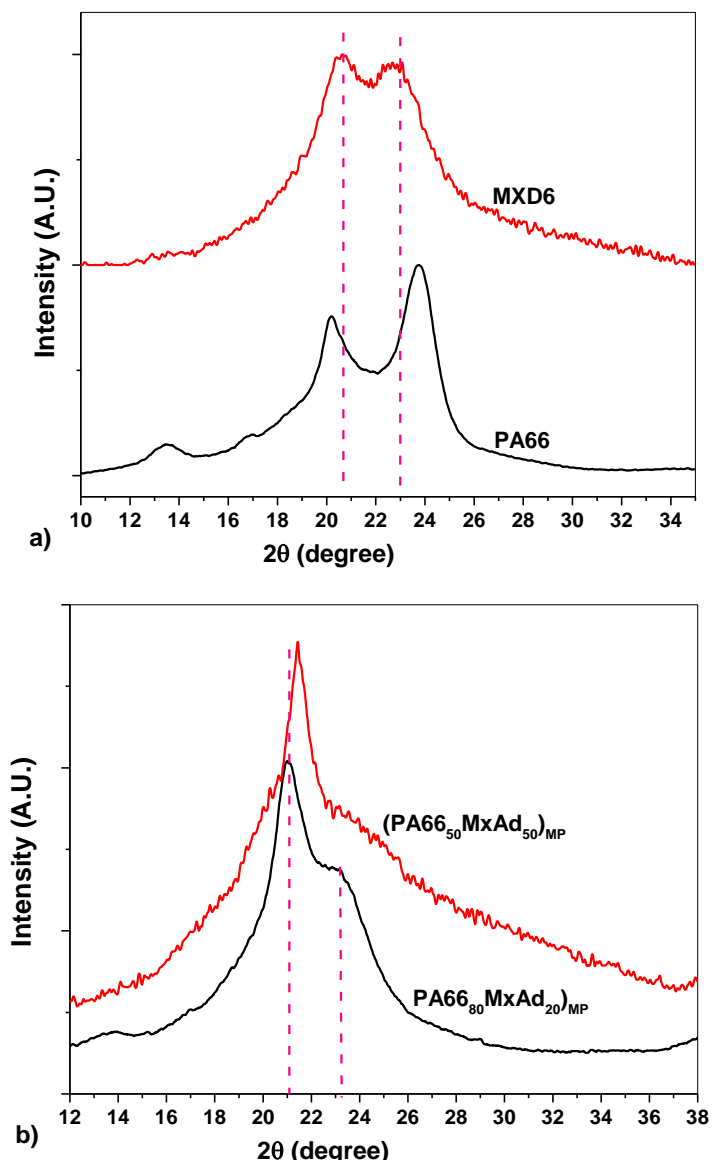 Intensity (A.U.)
MXD6
PA66
10 12 14 16 18 20 22 24 26 28 30 32 34
a)
2θ (degree)
Intensity (A.U.)
(PA66₅₀MxAd₅₀)MP
PA66₈₀MxAd₂₀)MP
12 14 16 18 20 22 24 26 28 30 32 34 36 38
b)
2θ (degree)